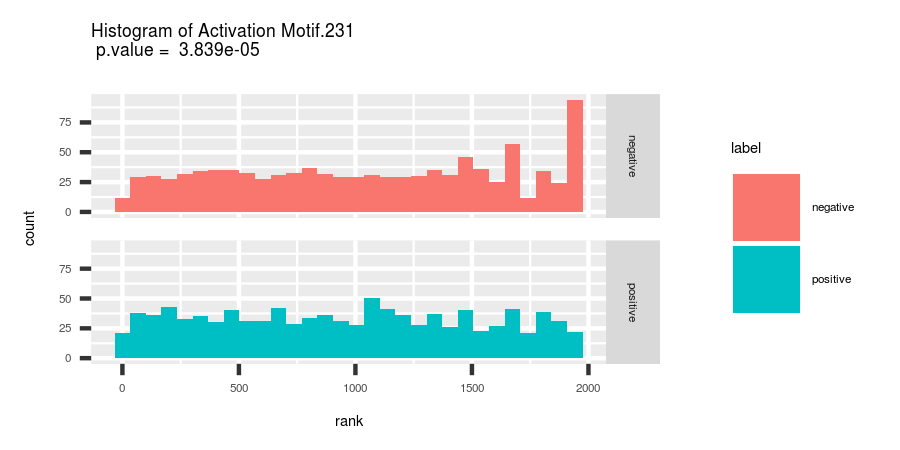 Histogram of Activation Motif.231
p.value = 3.839e-05
count
75
50
25
0
negative
75
50
25
0
positive
0 500 1000 1500 2000
rank
label
negative
positive